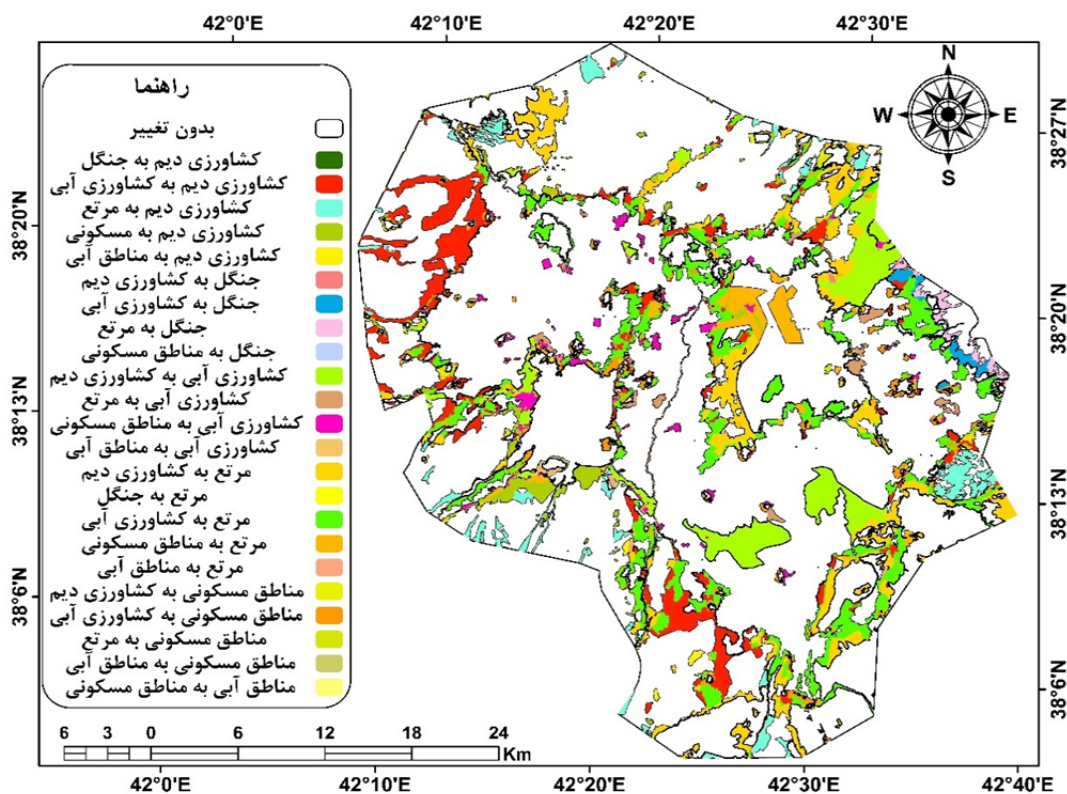 42°0'E 42°10'E 42°20'E 42°30'E
راهنما
بدون تغییر
کشاورزی دیم به جنگل
کشاورزی دیم به کشاورزی آبی
کشاورزی دیم به مرتع
کشاورزی دیم به مسکونی
کشاورزی دیم به مناطق آبی
جنگل به کشاورزی دیم
جنگل به کشاورزی آبی
جنگل به مرتع
جنگل به مناطق مسکونی
کشاورزی آبی به کشاورزی دیم
کشاورزی آبی به مرتع
کشاورزی آبی به مناطق مسکونی
کشاورزی آبی به مناطق آبی
مرتع به کشاورزی دیم
مرتع به جنگل
مرتع به کشاورزی آبی
مرتع به مناطق مسکونی
مرتع به مناطق آبی
مناطق مسکونی به کشاورزی دیم
مناطق مسکونی به کشاورزی آبی
مناطق مسکونی به مرتع
مناطق مسکونی به مناطق آبی
مناطق آبی به مناطق مسکونی
N
W E
S
38°20'N
38°13'N
38°6'N
38°27'N
38°20'N
38°13'N
38°6'N
6 3 0 6 12 18 24
Km
42°0'E 42°10'E 42°20'E 42°30'E 42°40'E